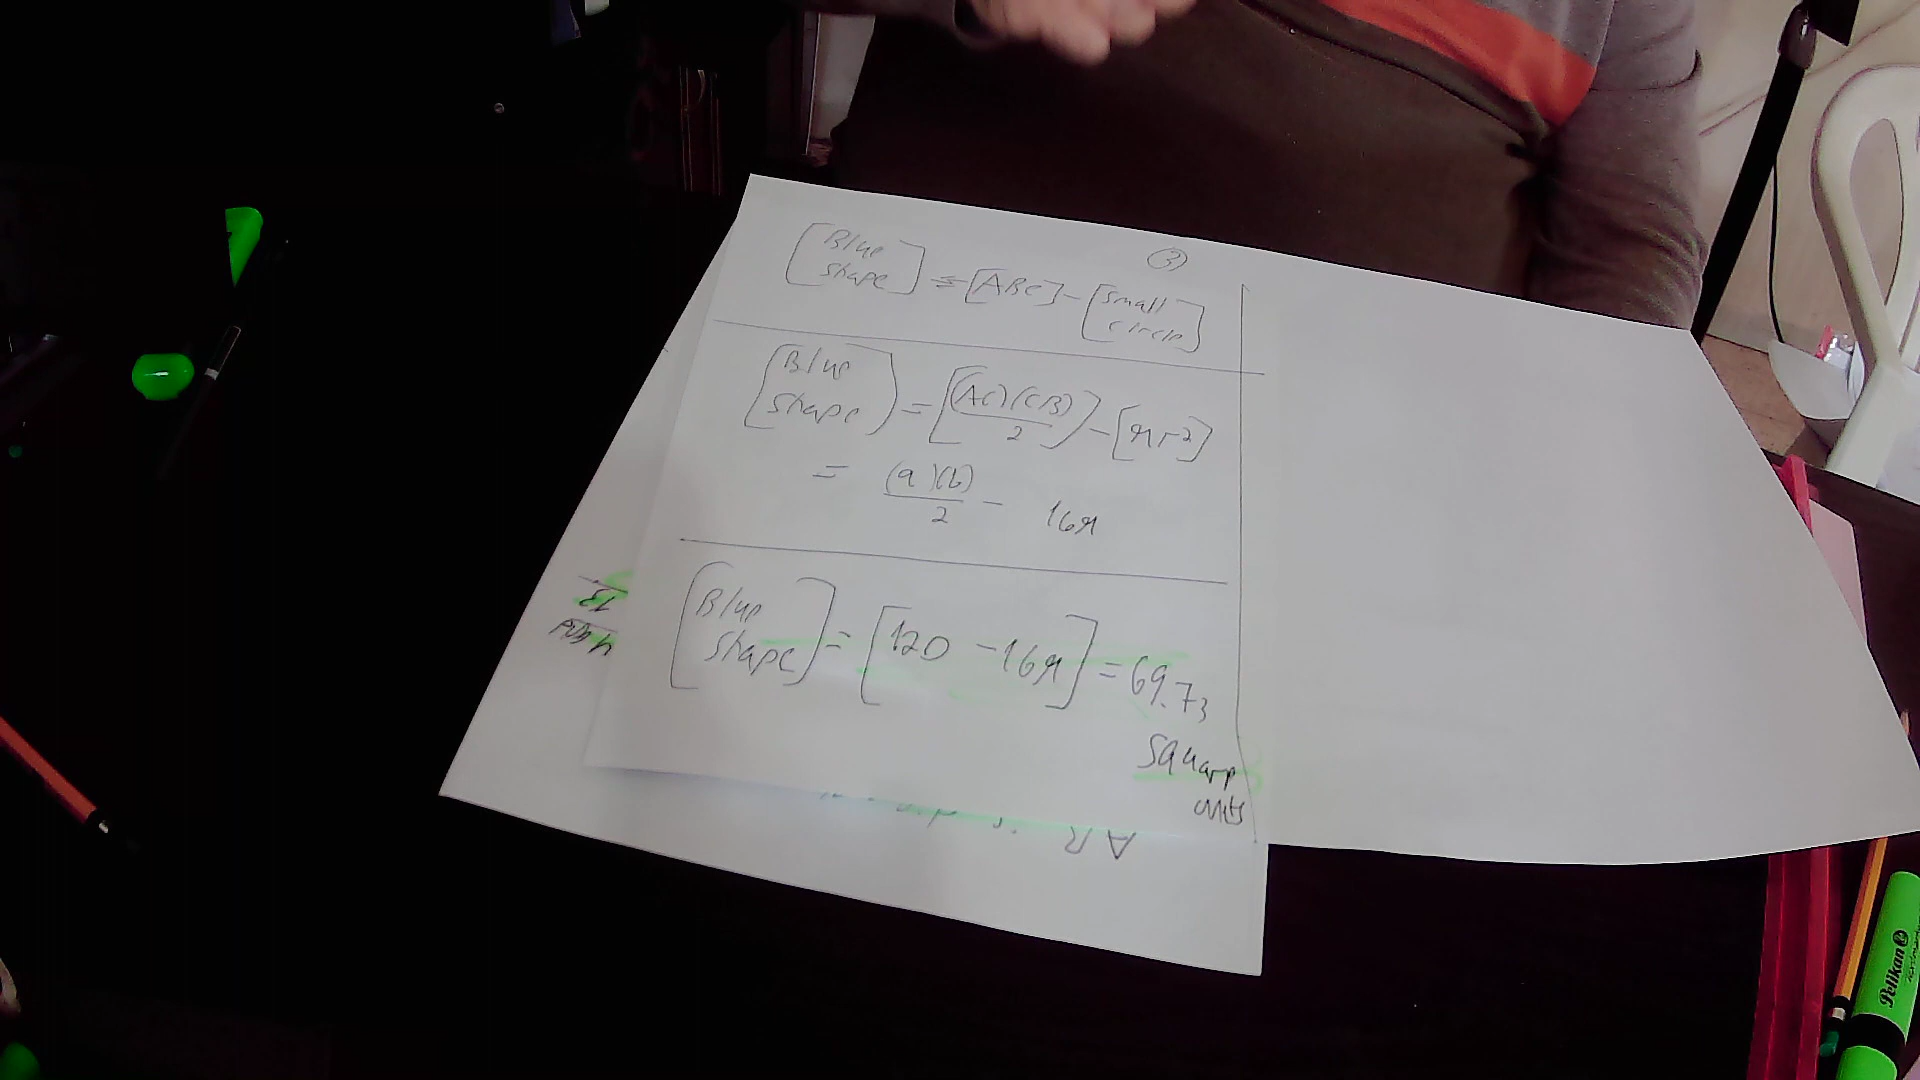 ③
[Blue shape] = [ABC] - [small circle]
[Blue shape] = [(AC)(CB)/2] - [πr²]
= (a)(b)/2 - 16π
[Blue shape] = [120 - 16π] = 69.73
square
units
Pelikan